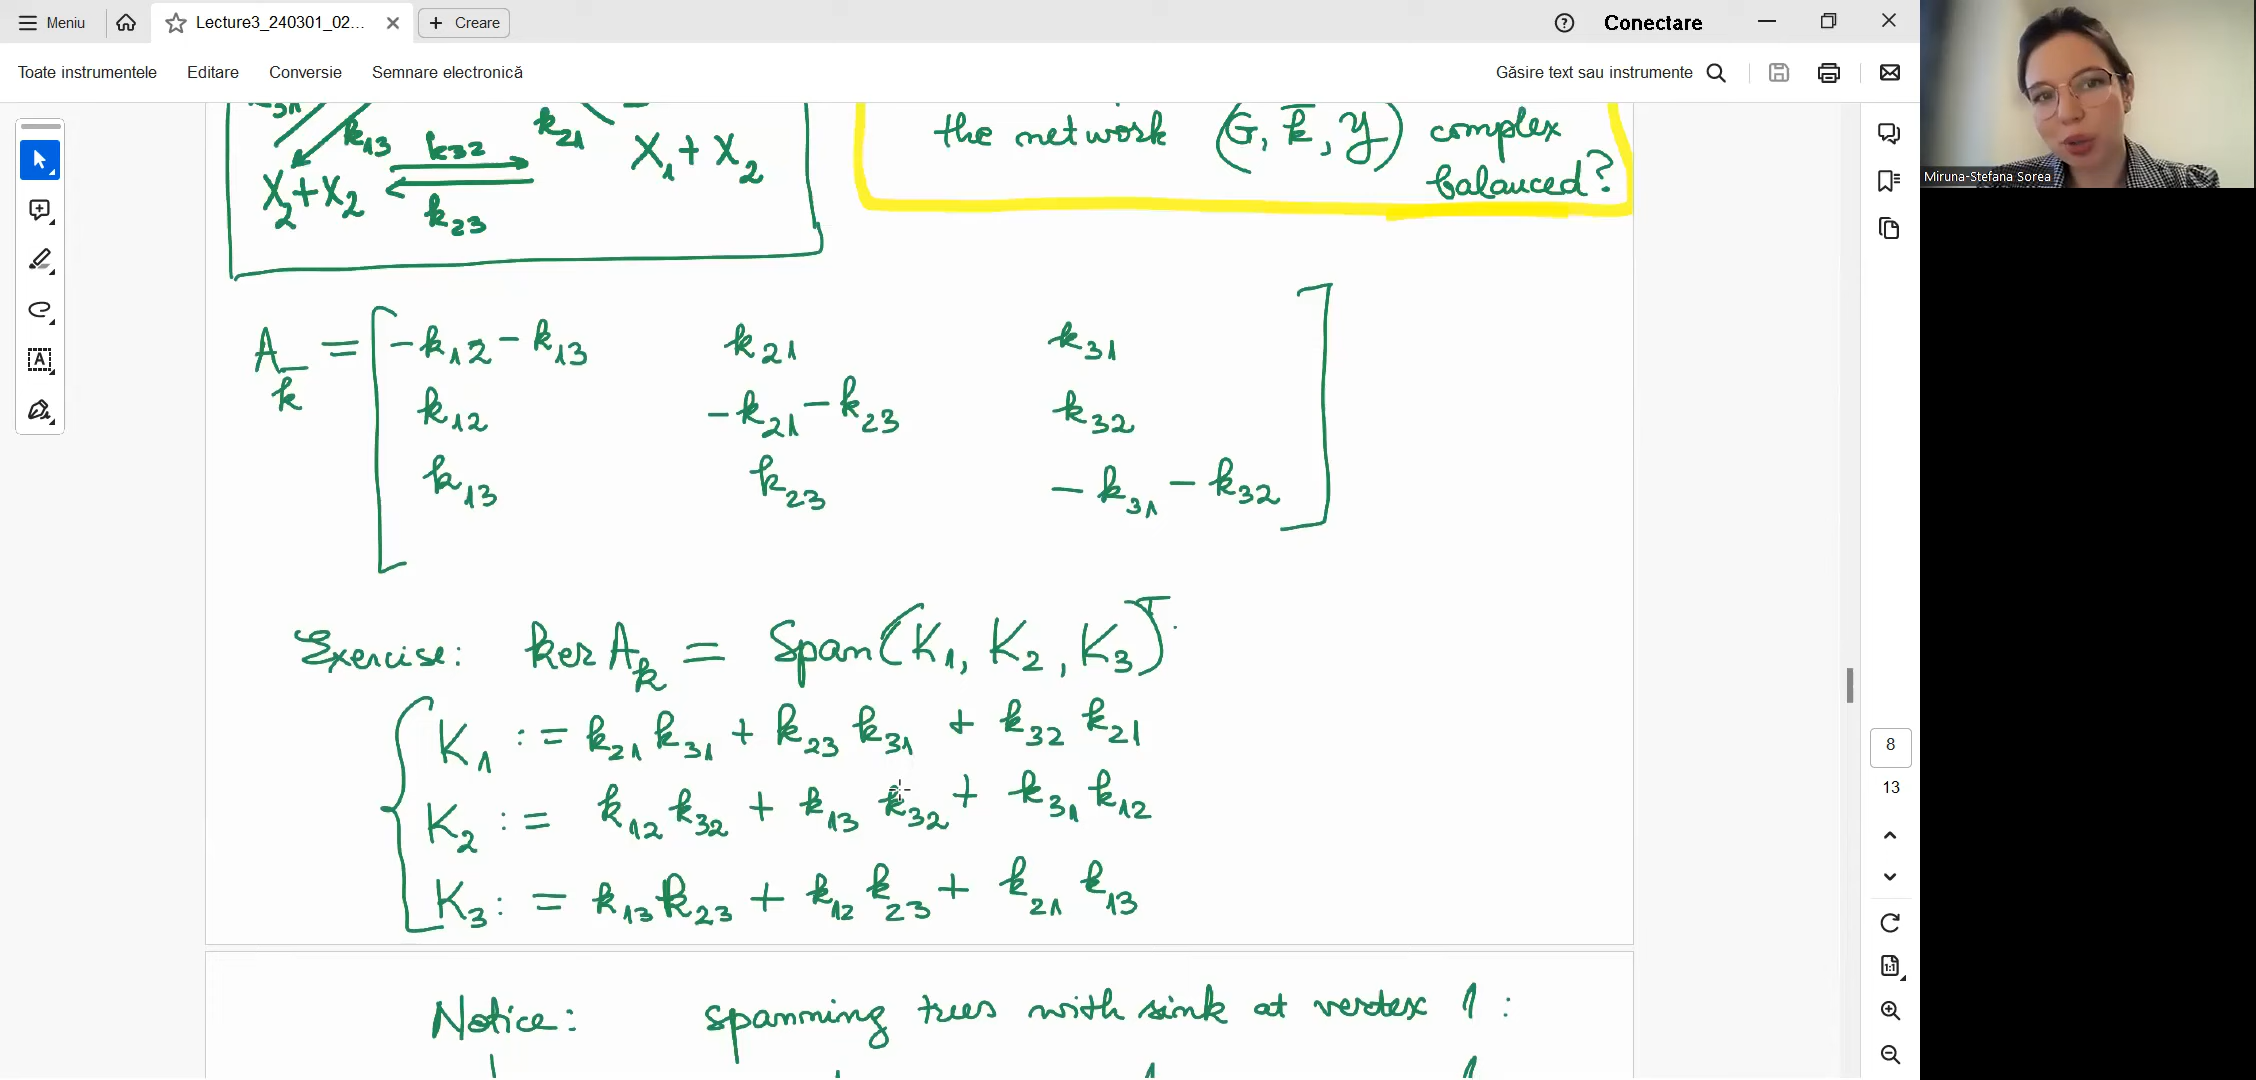 Meniu
Lecture3_240301_02...
Creare
Conectare
Toate instrumentele Editare Conversie Semnare electronică
Găsire text sau instrumente
Miruna-Stefana Sorea
k31 k13 k32 k21 X1 + X2
X2 + X2
k23
the network (G, k̄, Y) complex
balanced?
A_k̄ = [ -k12 - k13 k21 k31
k12 -k21 - k23 k32
k13 k23 -k31 - k32 ]
Exercise: ker A_k = Span(K1, K2, K3)^T
K1 := k21 k31 + k23 k31 + k32 k21
K2 := k12 k32 + k13 k32 + k31 k12
K3 := k13 k23 + k12 k23 + k21 k13
Notice: spanning trees with sink at vertex 1 :
8
13